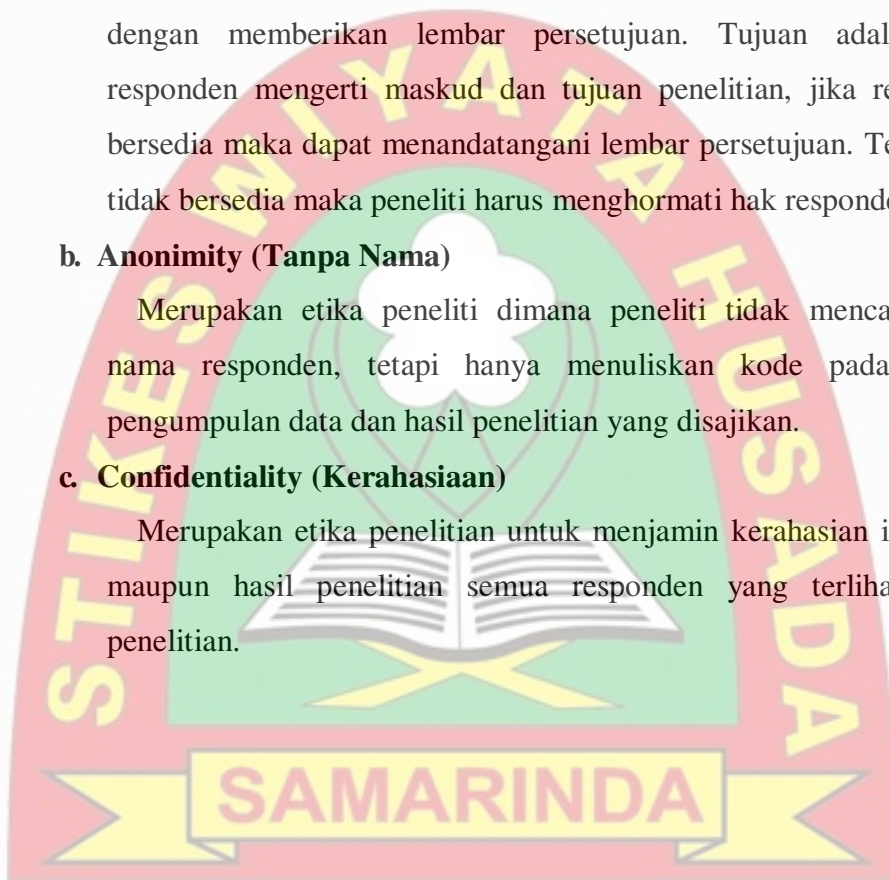 dengan memberikan lembar persetujuan. Tujuan adal
responden mengerti maskud dan tujuan penelitian, jika re
bersedia maka dapat menandatangani lembar persetujuan. Te
tidak bersedia maka peneliti harus menghormati hak responde
b. Anonimity (Tanpa Nama)
Merupakan etika peneliti dimana peneliti tidak menca
nama responden, tetapi hanya menuliskan kode pada
pengumpulan data dan hasil penelitian yang disajikan.
c. Confidentiality (Kerahasiaan)
Merupakan etika penelitian untuk menjamin kerahasian i
maupun hasil penelitian semua responden yang terliha
penelitian.
STIKES WIYATA HUSADA
SAMARINDA